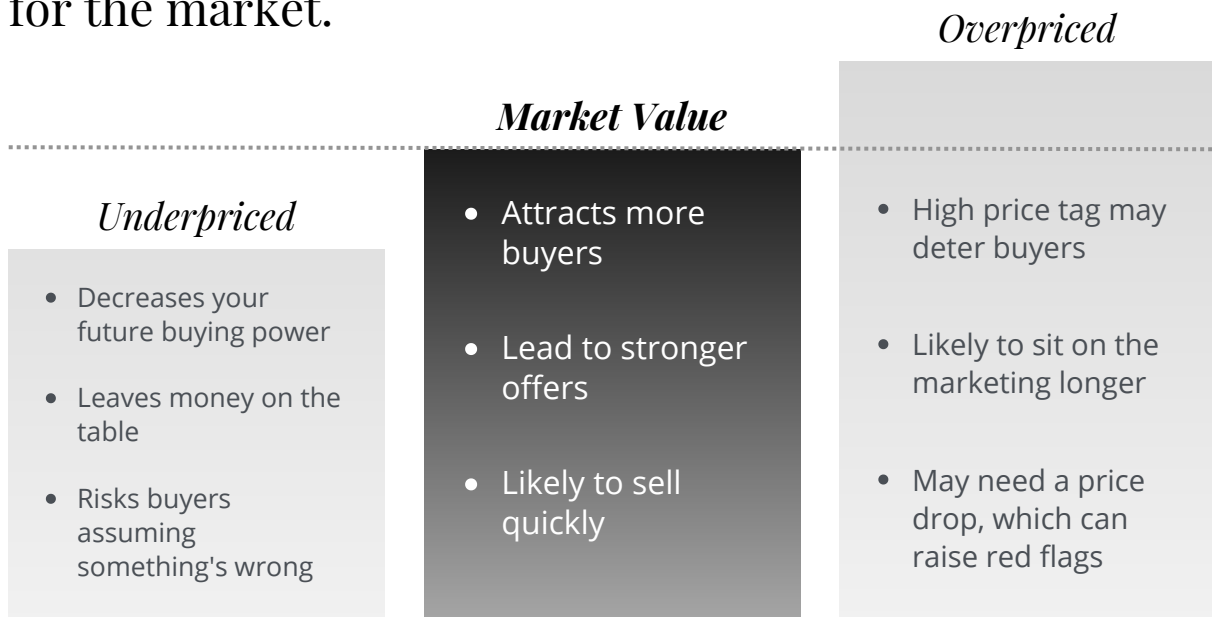 for the market.
Overpriced
Market Value
Underpriced
• Decreases your
future buying power
• Leaves money on the
table
• Risks buyers
assuming
something's wrong
• Attracts more
buyers
• Lead to stronger
offers
• Likely to sell
quickly
• High price tag may
deter buyers
• Likely to sit on the
marketing longer
• May need a price
drop, which can
raise red flags